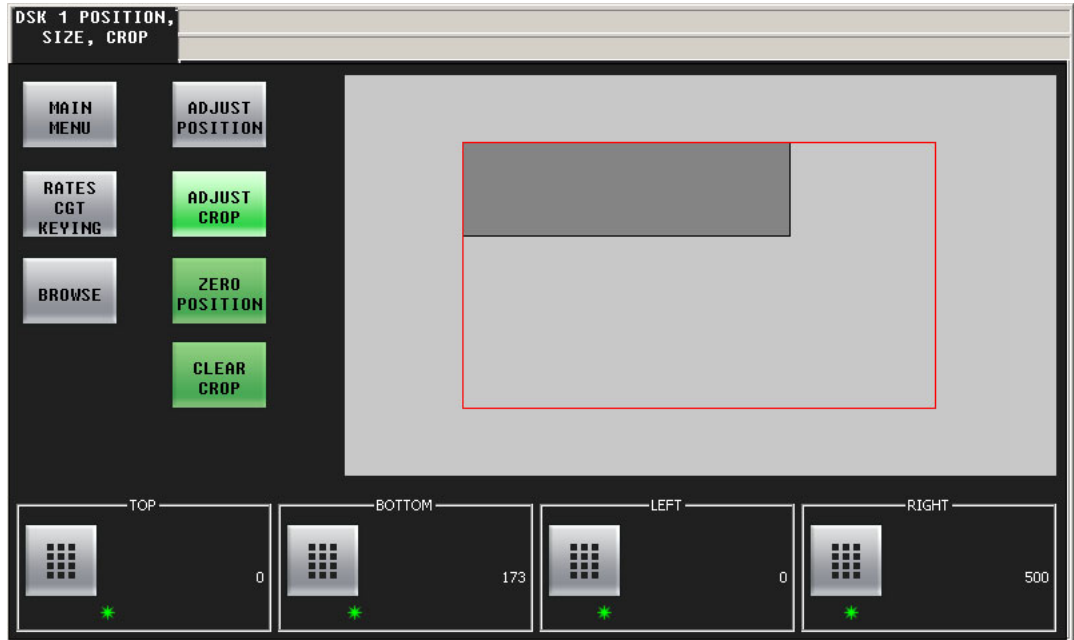 DSK 1 POSITION,
SIZE, CROP
MAIN
MENU
ADJUST
POSITION
RATES
CGT
KEYING
ADJUST
CROP
BROWSE
ZERO
POSITION
CLEAR
CROP
TOP
BOTTOM
LEFT
RIGHT
0
173
0
500